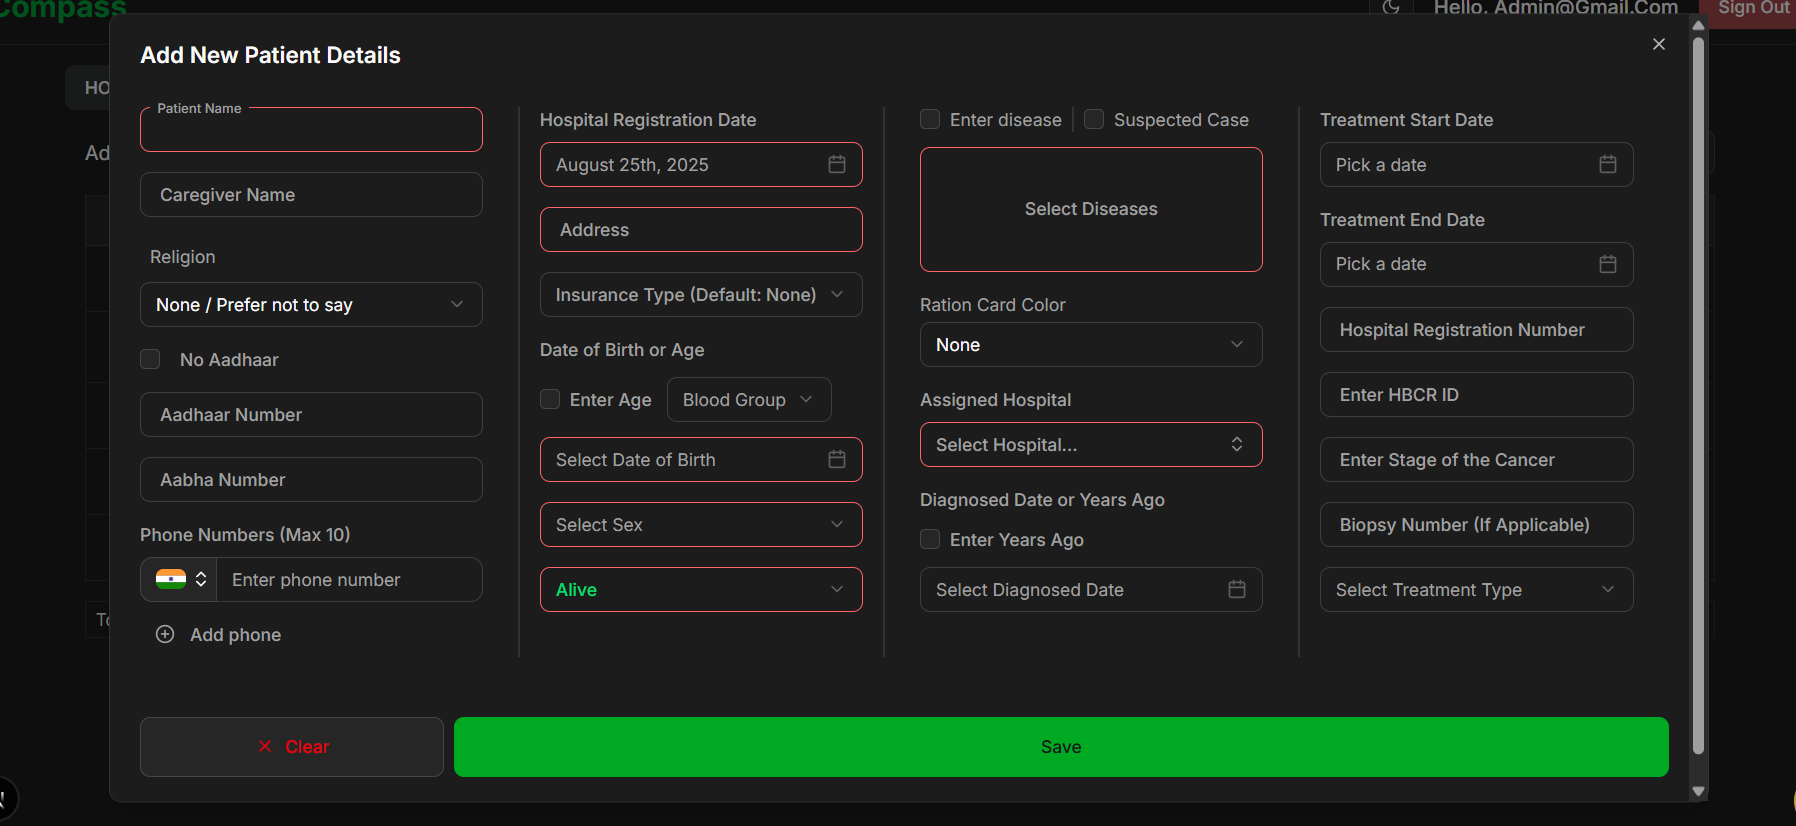 Compass
Hello, Admin@Gmail.Com
Sign Out
Add New Patient Details
HO
Ad
To
Patient Name
Caregiver Name
Religion
None / Prefer not to say
No Aadhaar
Aadhaar Number
Aabha Number
Phone Numbers (Max 10)
Enter phone number
Add phone
Hospital Registration Date
August 25th, 2025
Address
Insurance Type (Default: None)
Date of Birth or Age
Enter Age
Blood Group
Select Date of Birth
Select Sex
Alive
Enter disease
Suspected Case
Select Diseases
Ration Card Color
None
Assigned Hospital
Select Hospital...
Diagnosed Date or Years Ago
Enter Years Ago
Select Diagnosed Date
Treatment Start Date
Pick a date
Treatment End Date
Pick a date
Hospital Registration Number
Enter HBCR ID
Enter Stage of the Cancer
Biopsy Number (If Applicable)
Select Treatment Type
Clear
Save